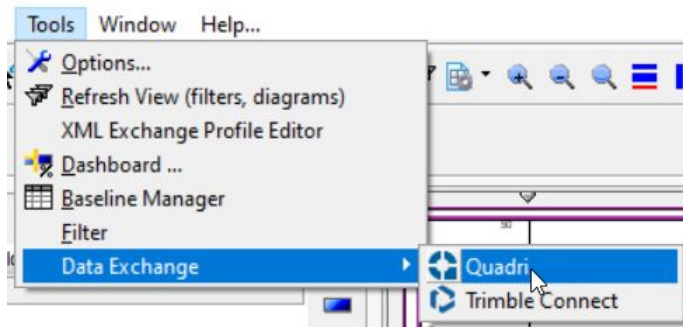 Tools Window Help...
Options...
Refresh View (filters, diagrams)
XML Exchange Profile Editor
Dashboard ...
Baseline Manager
Filter
Data Exchange
Quadri
Trimble Connect